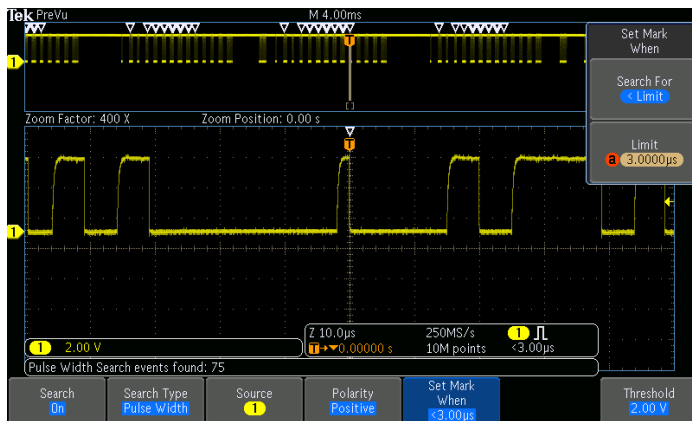 Tek PreVu
M 4.00ms
Set Mark
When
Search For
< Limit
Limit
a 3.0000µs
T
1
Zoom Factor: 400 X
Zoom Position: 0.00 s
T
1
1 2.00 V
Z 10.0µs
T→▼0.00000 s
250MS/s
10M points
1
<3.00µs
Pulse Width Search events found: 75
Search
On
Search Type
Pulse Width
Source
1
Polarity
Positive
Set Mark
When
<3.00µs
Threshold
2.00 V